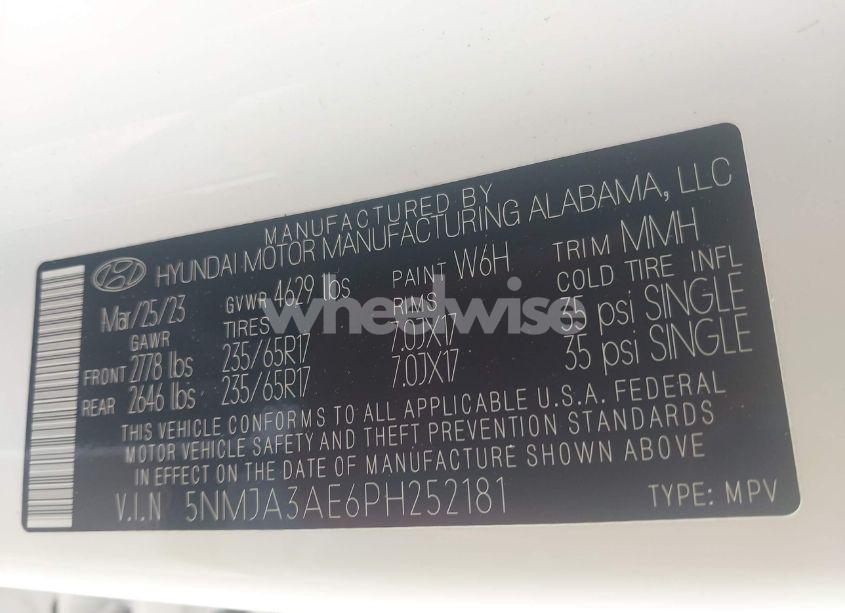 MANUFACTURED BY
HYUNDAI MOTOR MANUFACTURING ALABAMA, LLC
Mar/25/23 GVWR 4629 lbs PAINT W6H TRIM MMH
GAWR TIRES RIMS COLD TIRE INFL
FRONT 2778 lbs 235/65R17 7.0JX17 35 psi SINGLE
REAR 2646 lbs 235/65R17 7.0JX17 35 psi SINGLE
THIS VEHICLE CONFORMS TO ALL APPLICABLE U.S.A. FEDERAL
MOTOR VEHICLE SAFETY AND THEFT PREVENTION STANDARDS
IN EFFECT ON THE DATE OF MANUFACTURE SHOWN ABOVE
V.I.N 5NMJA3AE6PH252181 TYPE: MPV
wheelwise